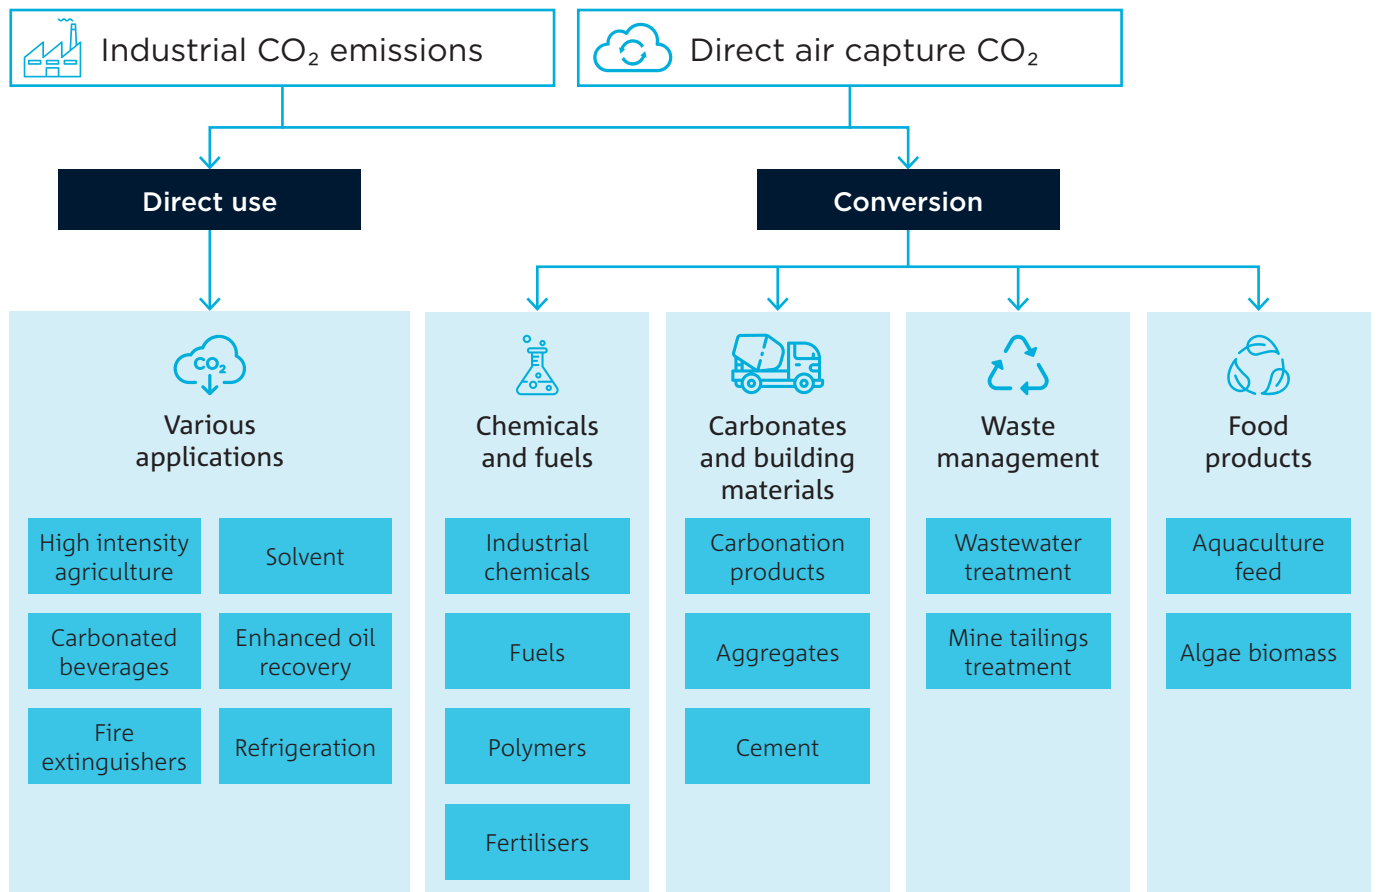 Industrial CO₂ emissions
Direct air capture CO₂
Direct use
Conversion
CO₂
Various
applications
High intensity
agriculture
Solvent
Carbonated
beverages
Enhanced oil
recovery
Fire
extinguishers
Refrigeration
Chemicals
and fuels
Industrial
chemicals
Fuels
Polymers
Fertilisers
Carbonates
and building
materials
Carbonation
products
Aggregates
Cement
Waste
management
Wastewater
treatment
Mine tailings
treatment
Food
products
Aquaculture
feed
Algae biomass